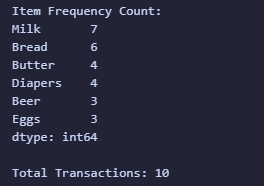 Item Frequency Count:
Milk 7
Bread 6
Butter 4
Diapers 4
Beer 3
Eggs 3
dtype: int64
Total Transactions: 10